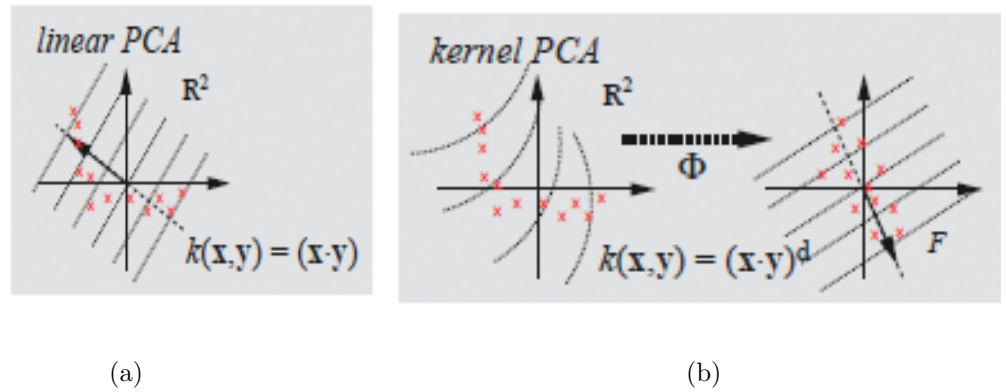 linear PCA
R²
k(x,y) = (x·y)
(a)
kernel PCA
R²
Φ
k(x,y) = (x·y)ᵈ
F
(b)